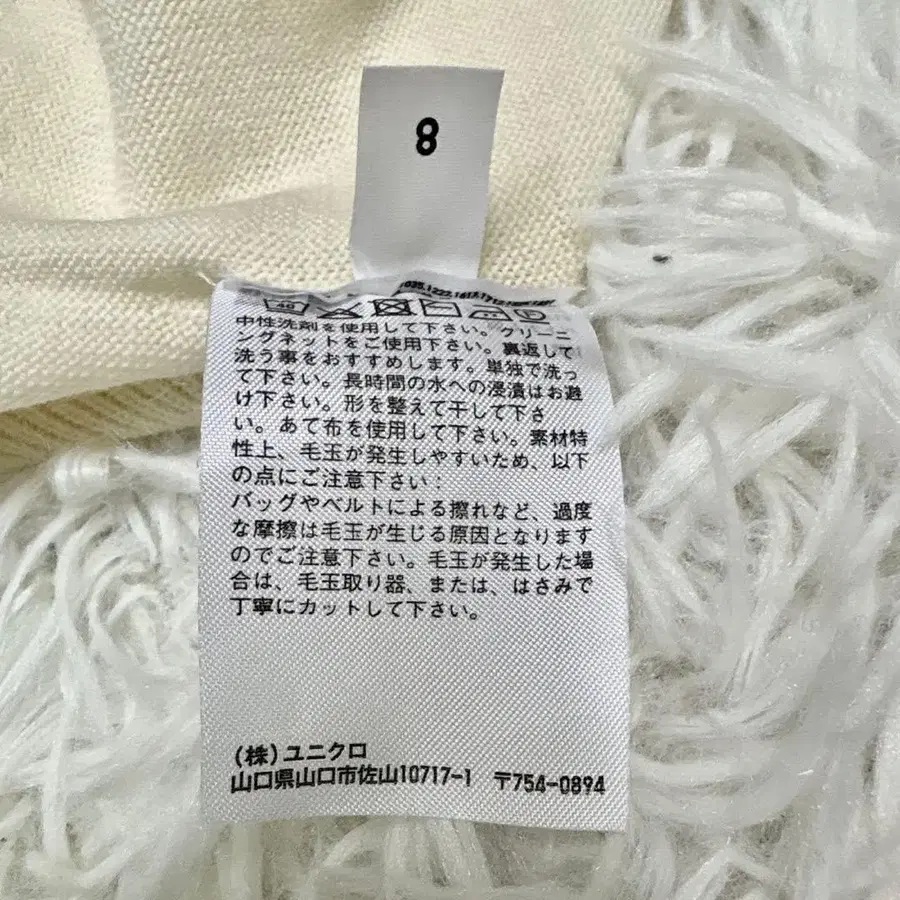 8
40
中性洗剤を使用して下さい。クリーニ
ングネットをご使用下さい。裏返して
洗う事をおすすめします。単独で洗っ
て下さい。長時間の水への浸漬はお避
け下さい。形を整えて干して下さ
い。あて布を使用して下さい。素材特
性上、毛玉が発生しやすいため、以下
の点にご注意下さい：
バッグやベルトによる擦れなど、過度
な摩擦は毛玉が生じる原因となります
のでご注意下さい。毛玉が発生した場
合は、毛玉取り器、または、はさみで
丁寧にカットして下さい。
(株)ユニクロ
山口県山口市佐山10717-1 〒754-0894